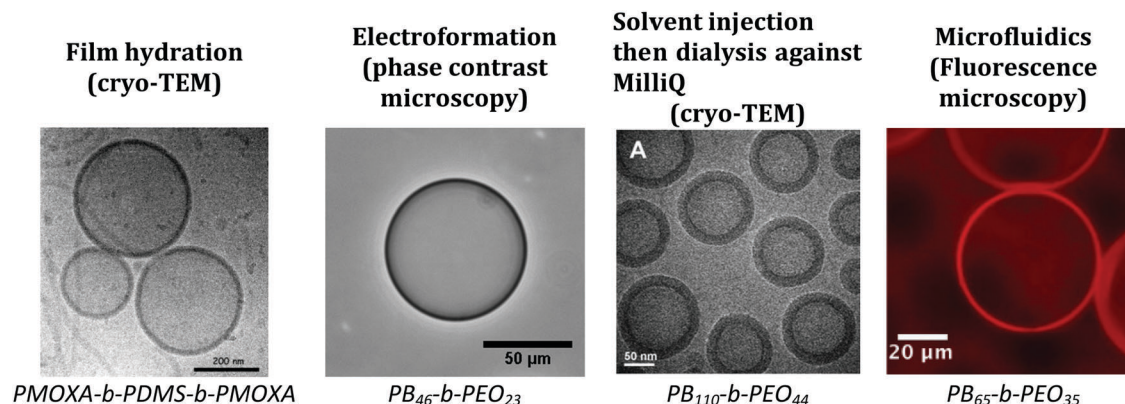 Film hydration
(cryo-TEM)
Electroformation
(phase contrast
microscopy)
Solvent injection
then dialysis against
MilliQ
(cryo-TEM)
Microfluidics
(Fluorescence
microscopy)
200 nm
50 µm
A
50 nm
20 µm
PMOXA-b-PDMS-b-PMOXA
PB46-b-PEO23
PB110-b-PEO44
PB65-b-PEO35